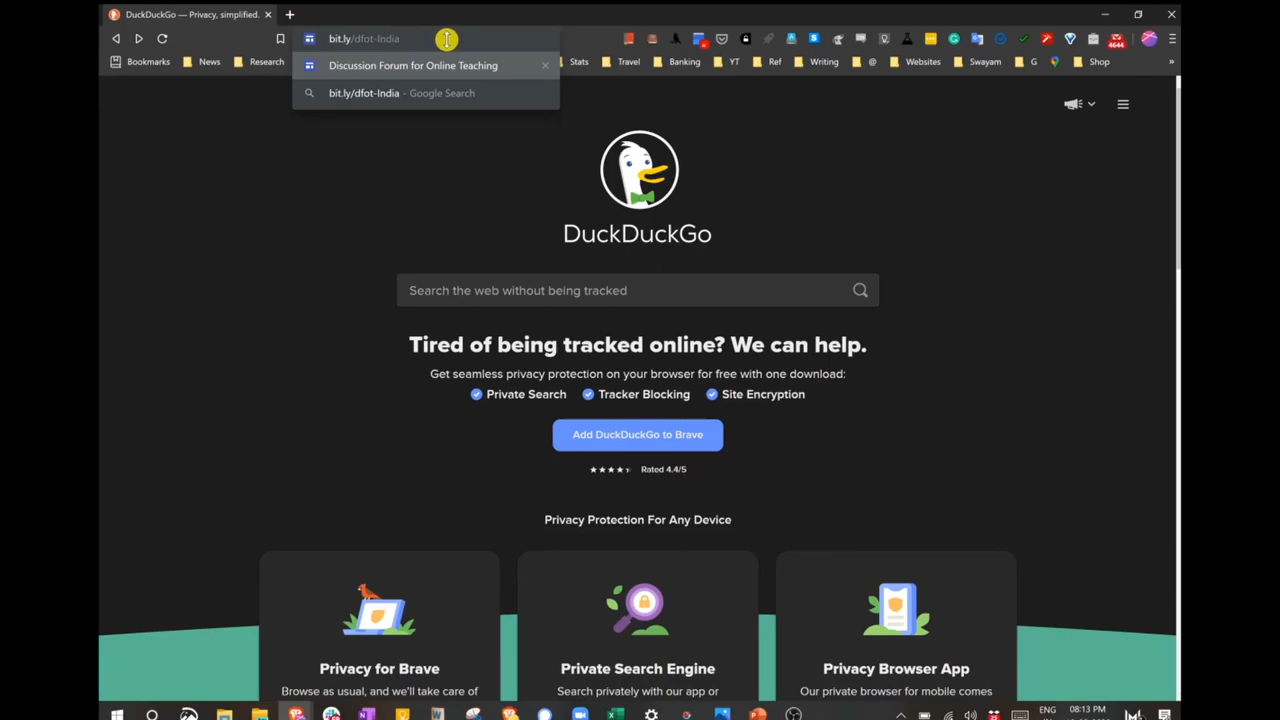 DuckDuckGo — Privacy, simplified.
bit.ly/dfot-India
Bookmarks News Research Stats Travel Banking YT Ref Writing @ Websites Swayam G Shop
4644
Discussion Forum for Online Teaching
bit.ly/dfot-India - Google Search
DuckDuckGo
Search the web without being tracked
Tired of being tracked online? We can help.
Get seamless privacy protection on your browser for free with one download:
Private Search Tracker Blocking Site Encryption
Add DuckDuckGo to Brave
Rated 4.4/5
Privacy Protection For Any Device
Privacy for Brave
Browse as usual, and we'll take care of
Private Search Engine
Search privately with our app or
Privacy Browser App
Our private browser for mobile comes
ENG 08:13 PM